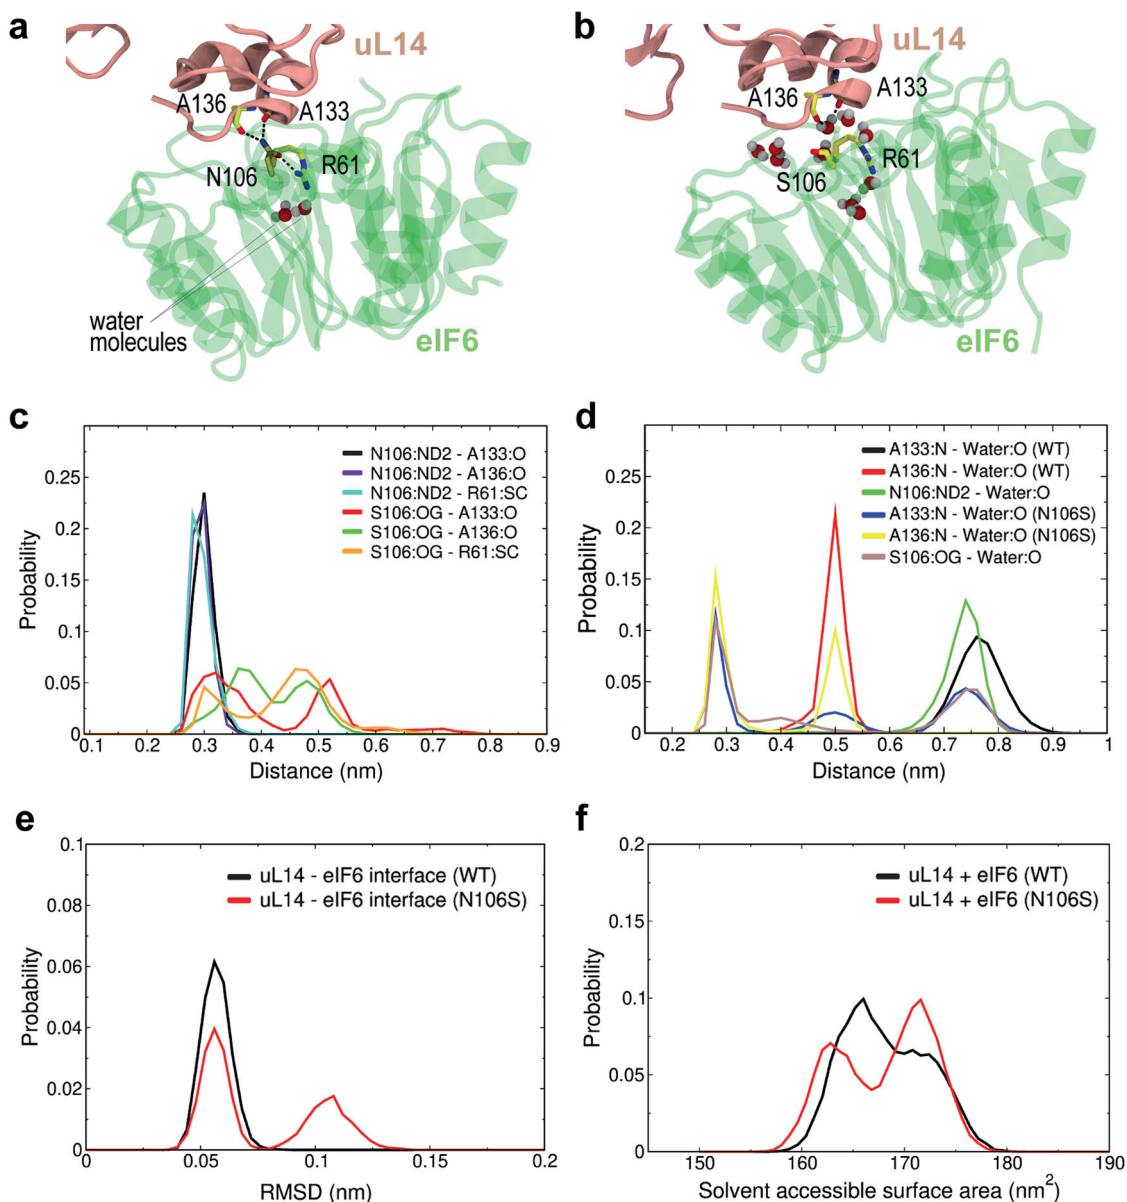 a
uL14
A136
A133
N106
R61
water
molecules
eIF6
b
uL14
A136
A133
R61
S106
eIF6
c
Probability
0.25
0.2
0.15
0.1
0.05
0
0.1 0.2 0.3 0.4 0.5 0.6 0.7 0.8 0.9
Distance (nm)
N106:ND2 - A133:O
N106:ND2 - A136:O
N106:ND2 - R61:SC
S106:OG - A133:O
S106:OG - A136:O
S106:OG - R61:SC
d
Probability
0.25
0.2
0.15
0.1
0.05
0
0.2 0.3 0.4 0.5 0.6 0.7 0.8 0.9 1
Distance (nm)
A133:N - Water:O (WT)
A136:N - Water:O (WT)
N106:ND2 - Water:O
A133:N - Water:O (N106S)
A136:N - Water:O (N106S)
S106:OG - Water:O
e
Probability
0.1
0.08
0.06
0.04
0.02
0
0 0.05 0.1 0.15 0.2
RMSD (nm)
uL14 - eIF6 interface (WT)
uL14 - eIF6 interface (N106S)
f
Probability
0.2
0.15
0.1
0.05
0
150 160 170 180 190
Solvent accessible surface area (nm²)
uL14 + eIF6 (WT)
uL14 + eIF6 (N106S)